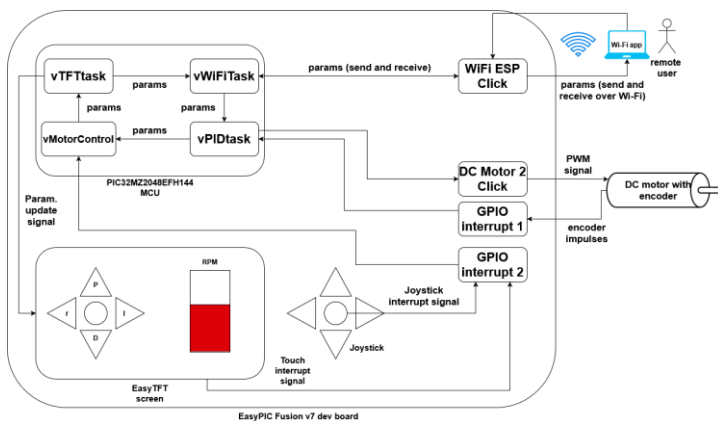 Wi-Fi app
remote
user
vTFTtask
params
vWiFiTask
params (send and receive)
WiFi ESP
Click
params (send and
receive over Wi-Fi)
params
params
vMotorControl
params
vPIDtask
PIC32MZ2048EFH144
MCU
DC Motor 2
Click
PWM
signal
DC motor with
encoder
Param.
update
signal
GPIO
interrupt 1
encoder
impulses
GPIO
interrupt 2
RPM
P
r
I
D
Joystick
interrupt signal
Joystick
Touch
interrupt
signal
EasyTFT
screen
EasyPIC Fusion v7 dev board